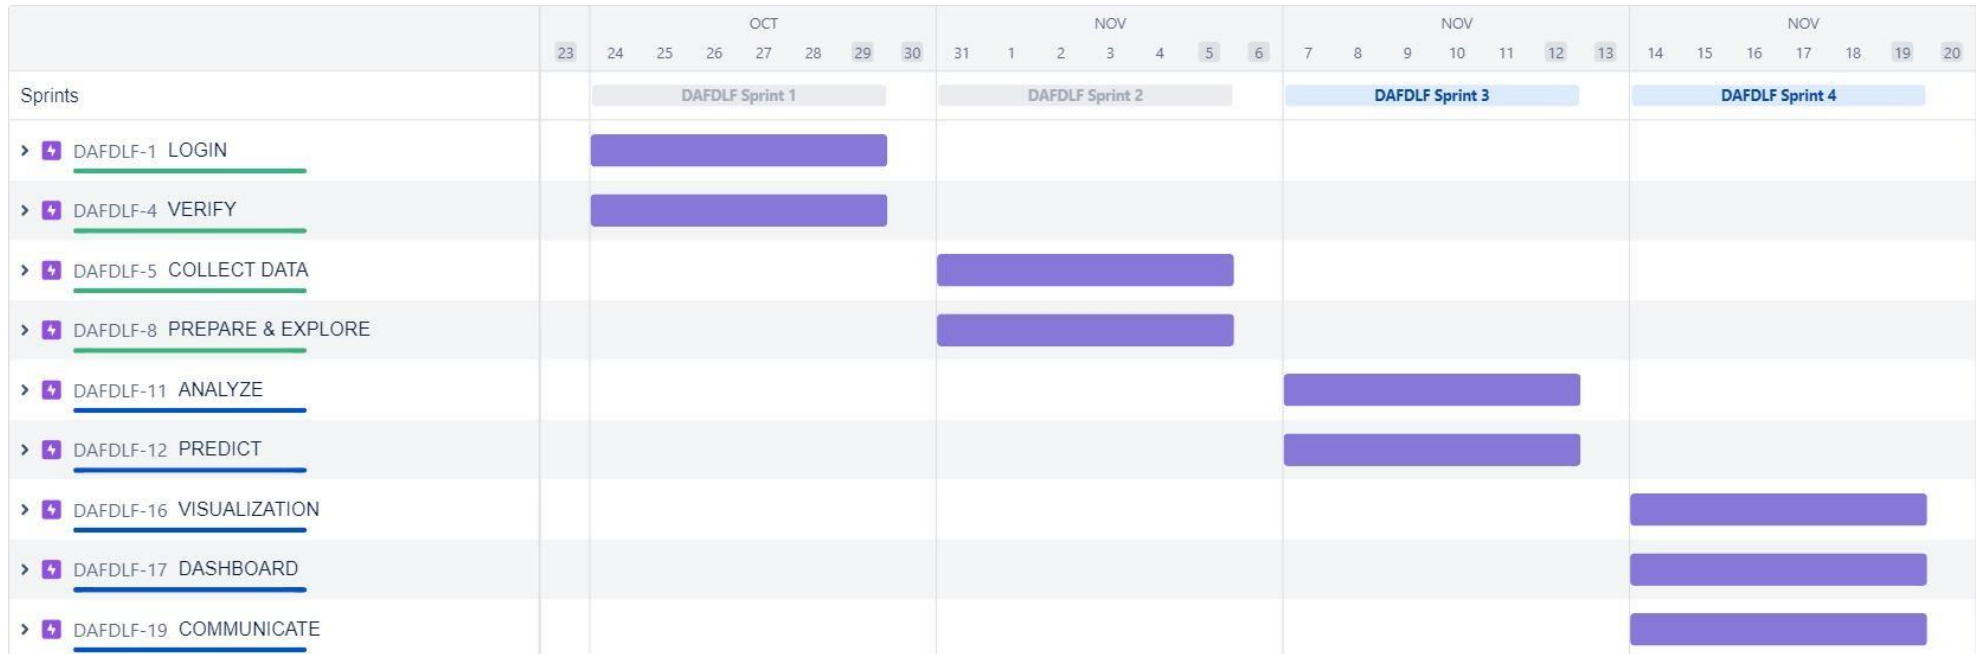 OCT NOV NOV NOV
23 24 25 26 27 28 29 30 31 1 2 3 4 5 6 7 8 9 10 11 12 13 14 15 16 17 18 19 20
Sprints DAFDLF Sprint 1 DAFDLF Sprint 2 DAFDLF Sprint 3 DAFDLF Sprint 4
DAFDLF-1 LOGIN
DAFDLF-4 VERIFY
DAFDLF-5 COLLECT DATA
DAFDLF-8 PREPARE & EXPLORE
DAFDLF-11 ANALYZE
DAFDLF-12 PREDICT
DAFDLF-16 VISUALIZATION
DAFDLF-17 DASHBOARD
DAFDLF-19 COMMUNICATE